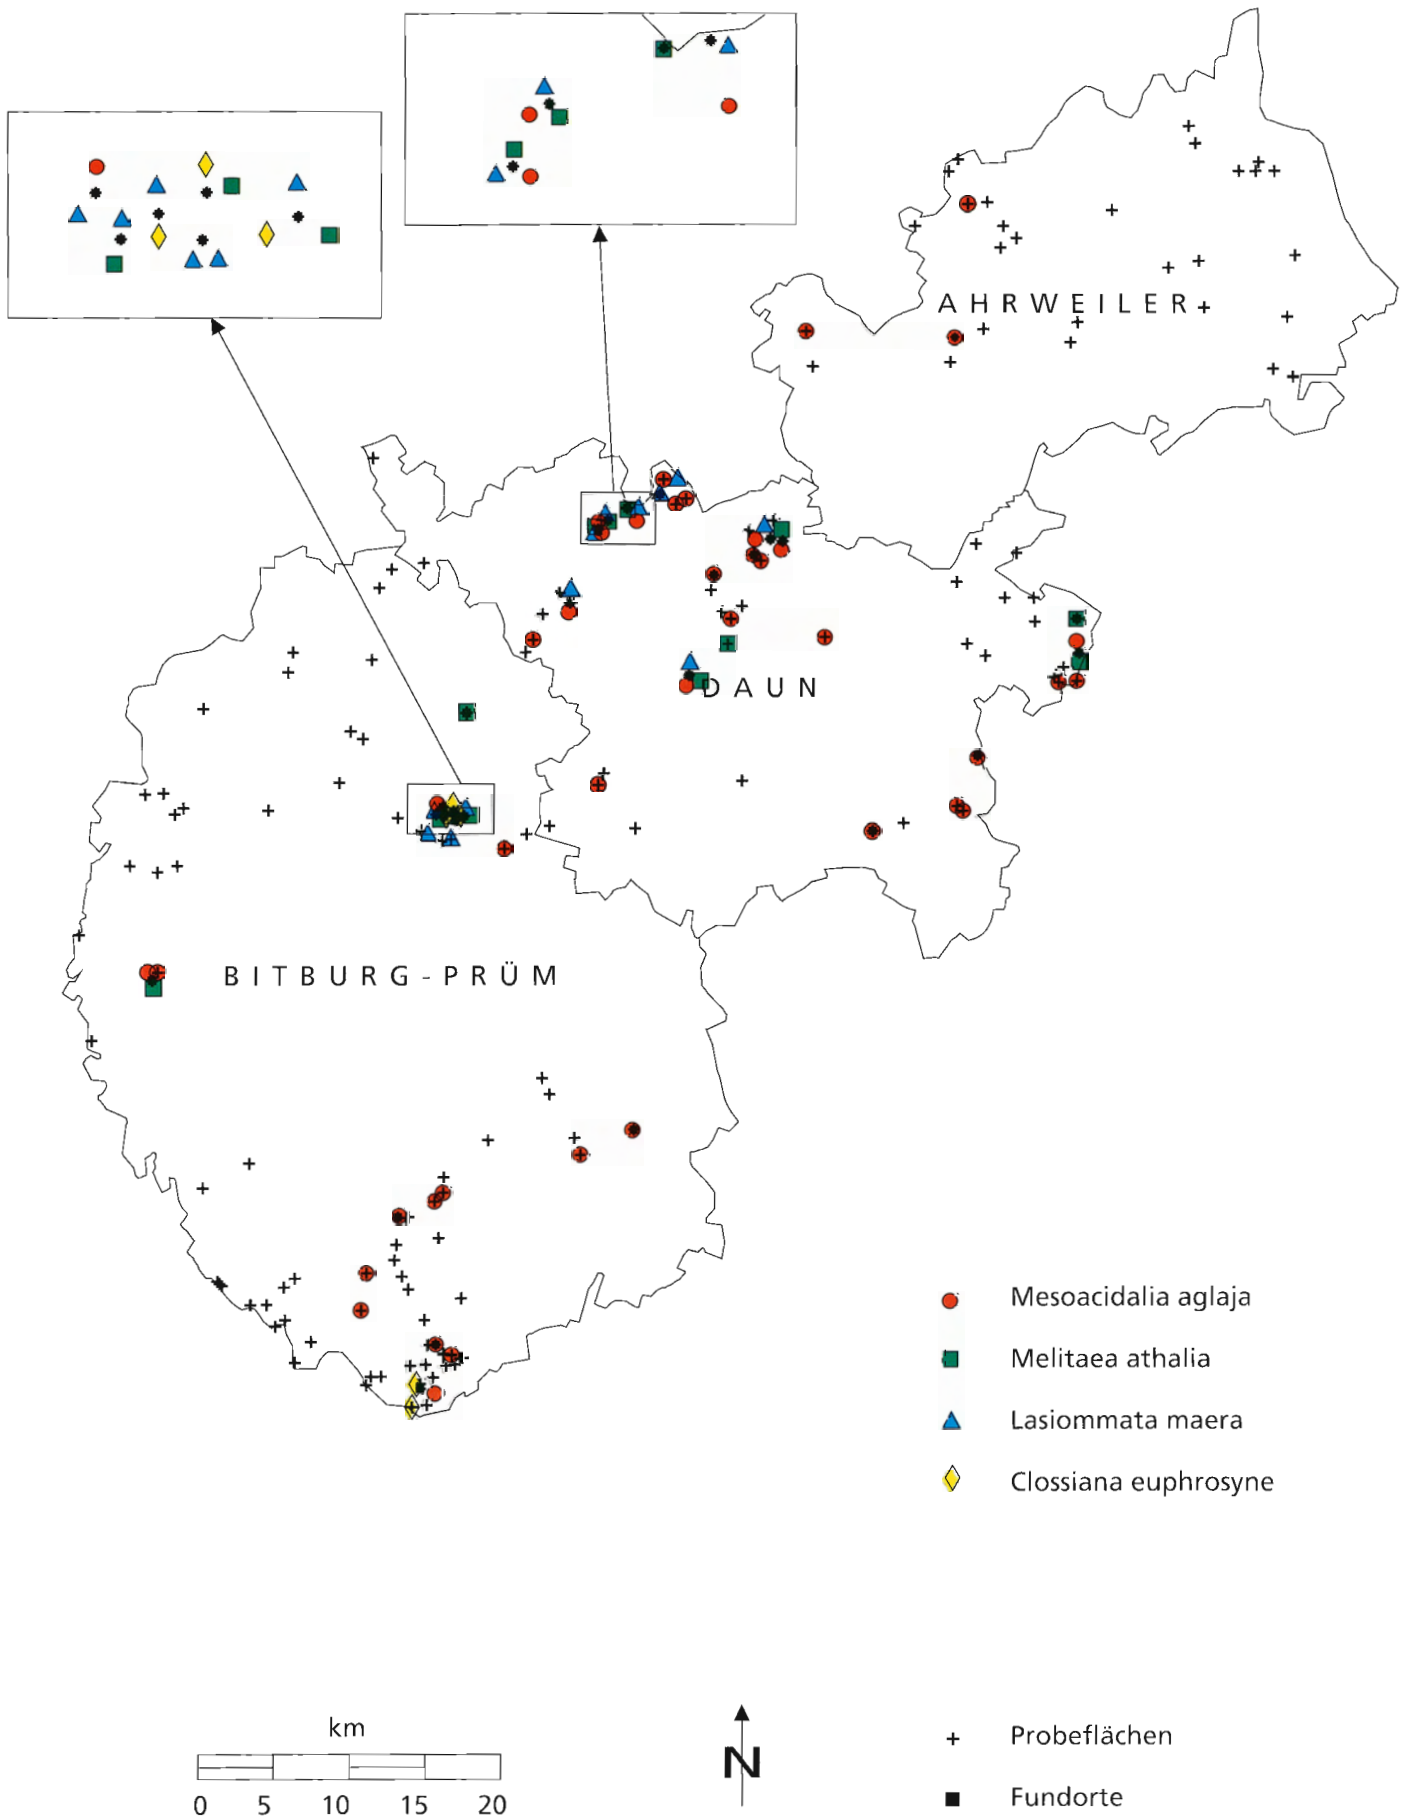 AHRWEILER
DAUN
BITBURG-PRÜM
Mesoacidalia aglaja
Melitaea athalia
Lasiommata maera
Clossiana euphrosyne
km
0 5 10 15 20
N
Probeflächen
Fundorte